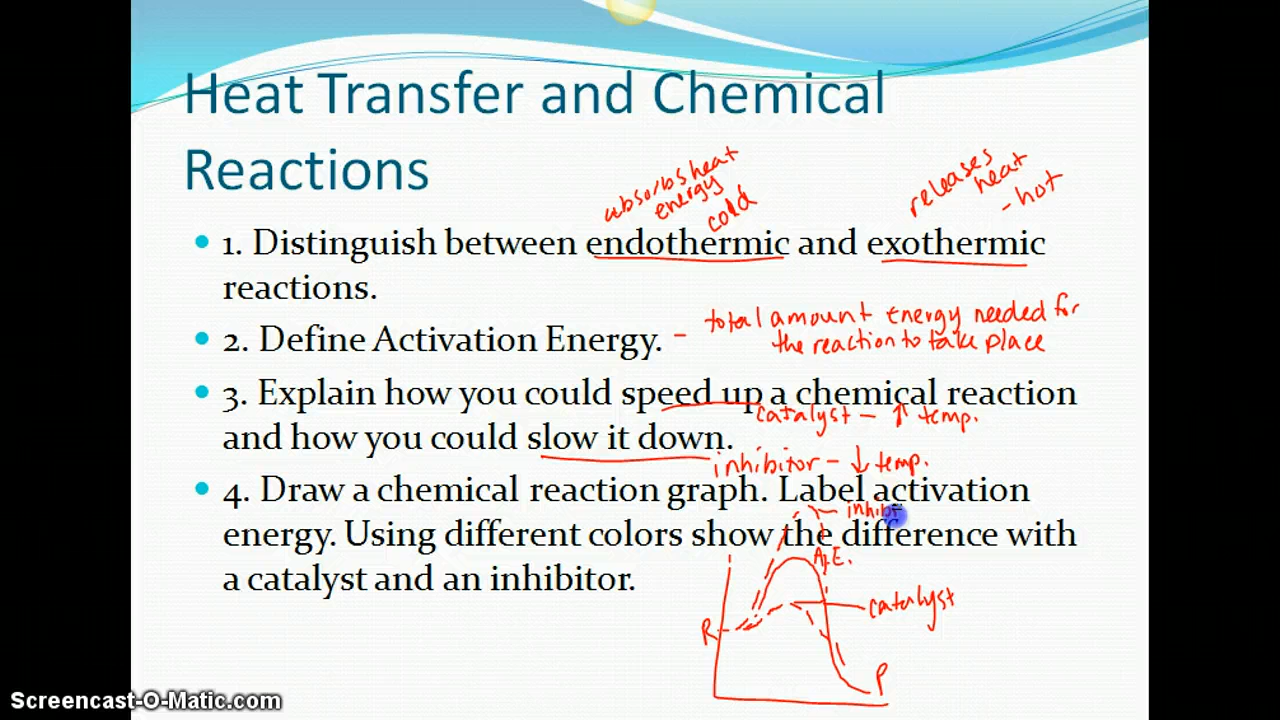 Heat Transfer and Chemical
Reactions
absorbs heat
energy
cold
releases
heat
- hot
• 1. Distinguish between endothermic and exothermic
reactions.
• 2. Define Activation Energy. - total amount energy needed for
the reaction to take place
• 3. Explain how you could speed up a chemical reaction
catalyst - ↑ temp.
and how you could slow it down.
inhibitor - ↓ temp.
• 4. Draw a chemical reaction graph. Label activation
inhibi
energy. Using different colors show the difference with
A.E.
a catalyst and an inhibitor.
catalyst
R
P
Screencast-O-Matic.com